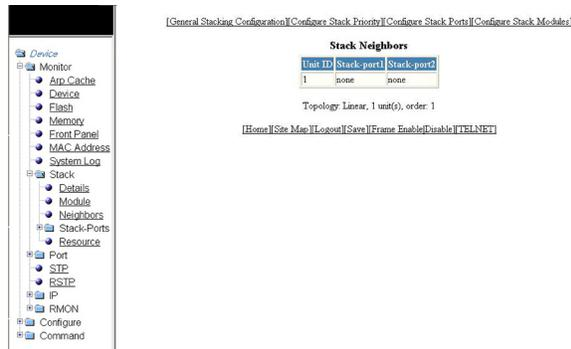 [General Stacking Configuration][Configure Stack Priority][Configure Stack Ports][Configure Stack Modules]
Stack Neighbors
Unit ID Stack-port1 Stack-port2
1 none none
Topology: Linear, 1 unit(s), order: 1
[Home][Site Map][Logout][Save][Frame Enable|Disable][TELNET]
Device
Monitor
Arp Cache
Device
Flash
Memory
Front Panel
MAC Address
System Log
Stack
Details
Module
Neighbors
Stack-Ports
Resource
Port
STP
RSTP
IP
RMON
Configure
Command